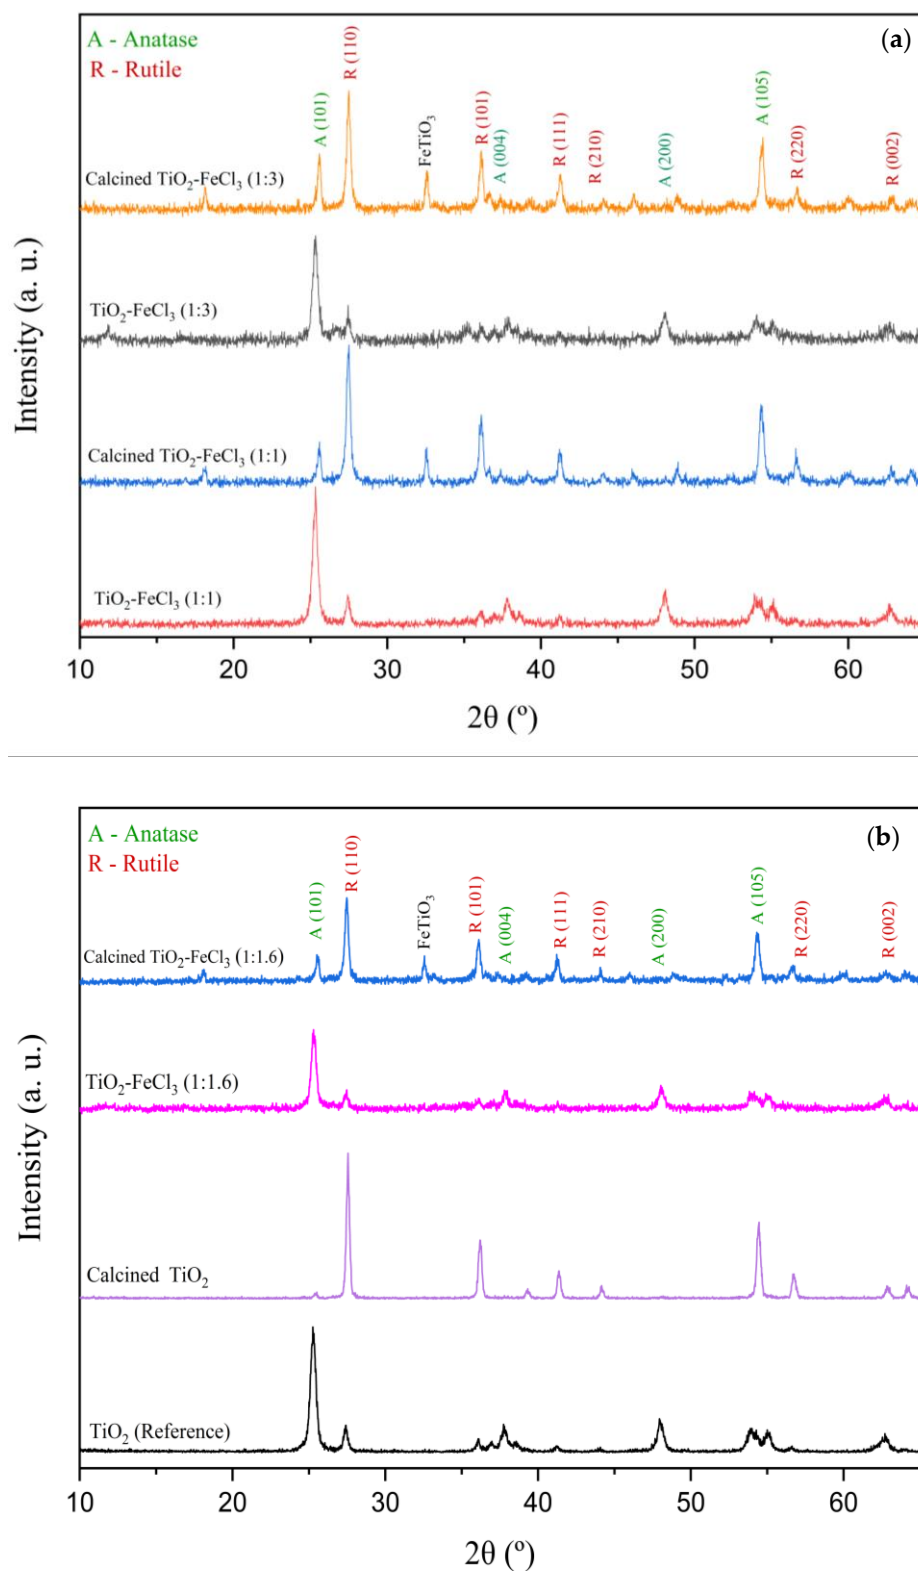 A - Anatase
R - Rutile
(a)
A (101)
R (110)
FeTiO₃
R (101)
A (004)
R (111)
R (210)
A (200)
A (105)
R (220)
R (002)
Calcined TiO₂-FeCl₃ (1:3)
TiO₂-FeCl₃ (1:3)
Calcined TiO₂-FeCl₃ (1:1)
TiO₂-FeCl₃ (1:1)
Intensity (a. u.)
10 20 30 40 50 60
2θ (º)
A - Anatase
R - Rutile
(b)
A (101)
R (110)
FeTiO₃
R (101)
A (004)
R (111)
R (210)
A (200)
A (105)
R (220)
R (002)
Calcined TiO₂-FeCl₃ (1:1.6)
TiO₂-FeCl₃ (1:1.6)
Calcined TiO₂
TiO₂ (Reference)
Intensity (a. u.)
10 20 30 40 50 60
2θ (º)